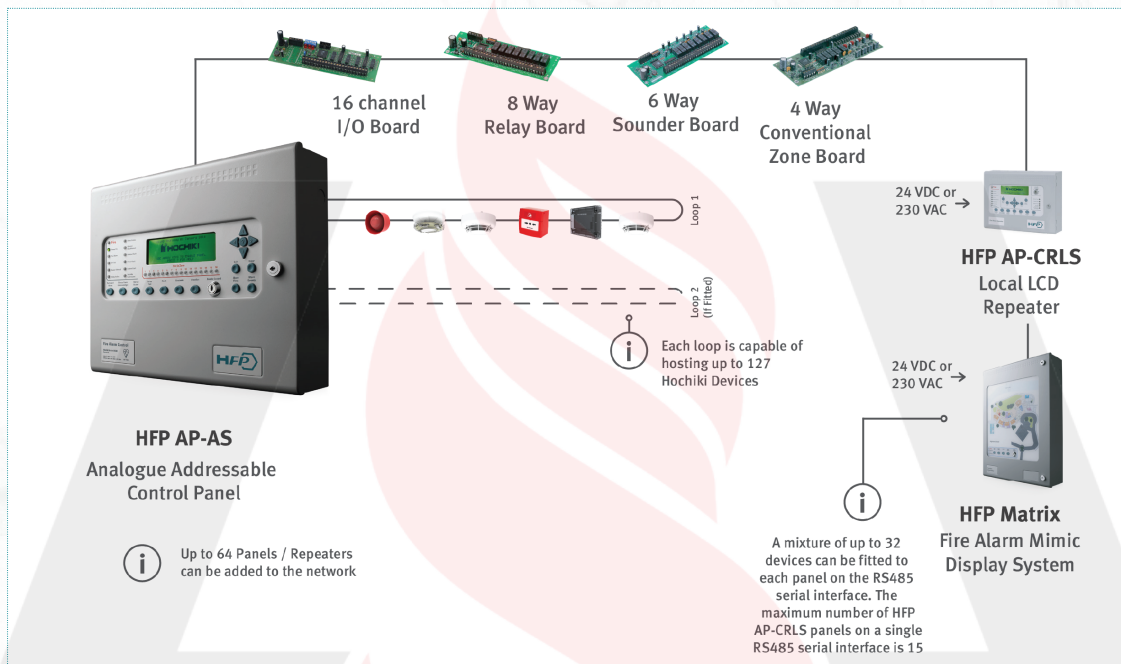 16 channel
I/O Board
8 Way
Relay Board
6 Way
Sounder Board
4 Way
Conventional
Zone Board
Loop 1
Loop 2
(If Fitted)
HOCHIKI
HFP
Each loop is capable of
hosting up to 127
Hochiki Devices
24 VDC or
230 VAC
HFP AP-CRLS
Local LCD
Repeater
24 VDC or
230 VAC
HFP AP-AS
Analogue Addressable
Control Panel
Up to 64 Panels / Repeaters
can be added to the network
HFP Matrix
Fire Alarm Mimic
Display System
A mixture of up to 32
devices can be fitted to
each panel on the RS485
serial interface. The
maximum number of HFP
AP-CRLS panels on a single
RS485 serial interface is 15